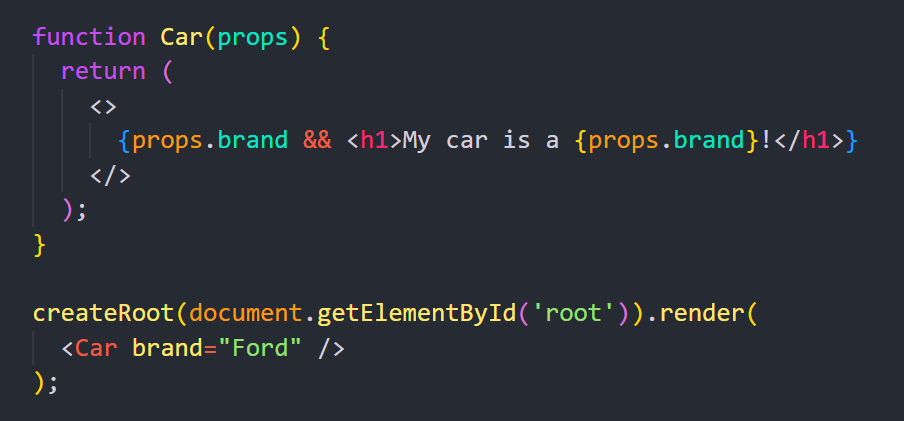 function Car(props) {
  return (
    <>
      {props.brand && <h1>My car is a {props.brand}!</h1>}
    </>
  );
}

createRoot(document.getElementById('root')).render(
  <Car brand="Ford" />
);